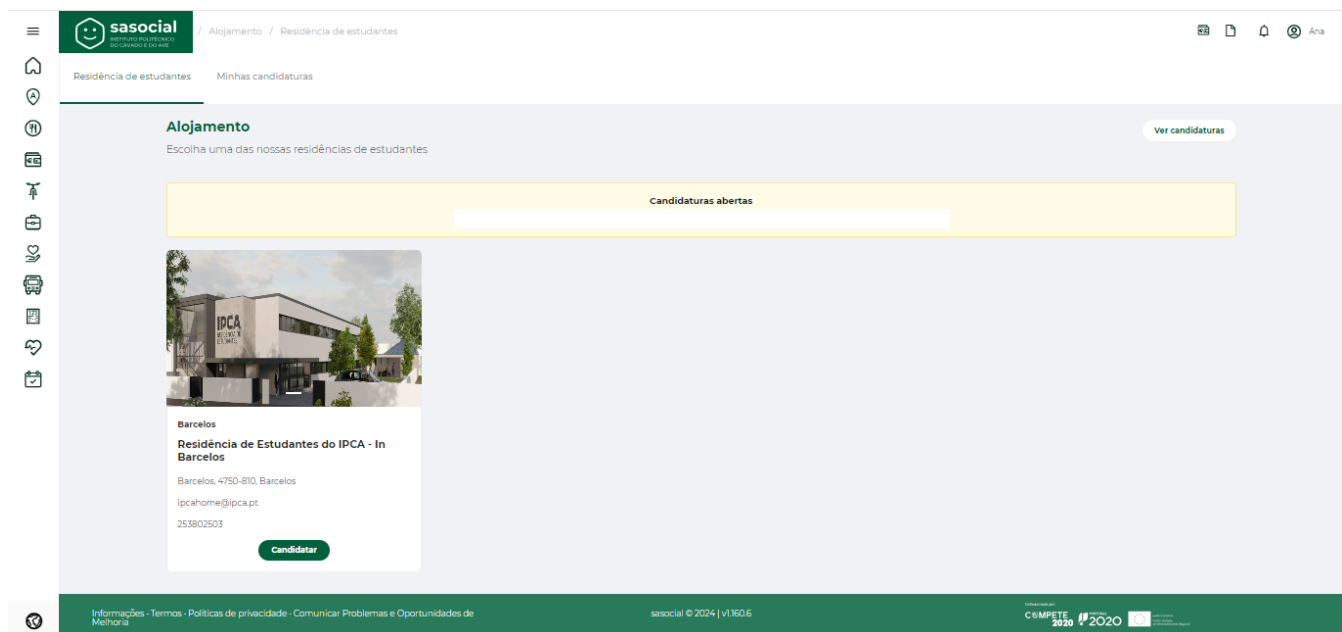 sasocial
INSTITUTO POLITÉCNICO
DO CÁVADO E DO AVE
/ Alojamento / Residência de estudantes
Ana
Residência de estudantes
Minhas candidaturas
Alojamento
Ver candidaturas
Escolha uma das nossas residências de estudantes
Candidaturas abertas
IPCA
RESIDÊNCIA DE
ESTUDANTES
Barcelos
Residência de Estudantes do IPCA - In
Barcelos
Barcelos, 4750-810, Barcelos
ipcahome@ipca.pt
253802503
Candidatar
Informações - Termos - Políticas de privacidade - Comunicar Problemas e Oportunidades de
Melhoria
sasocial © 2024 | v1.160.6
COMPETE
2020
2020